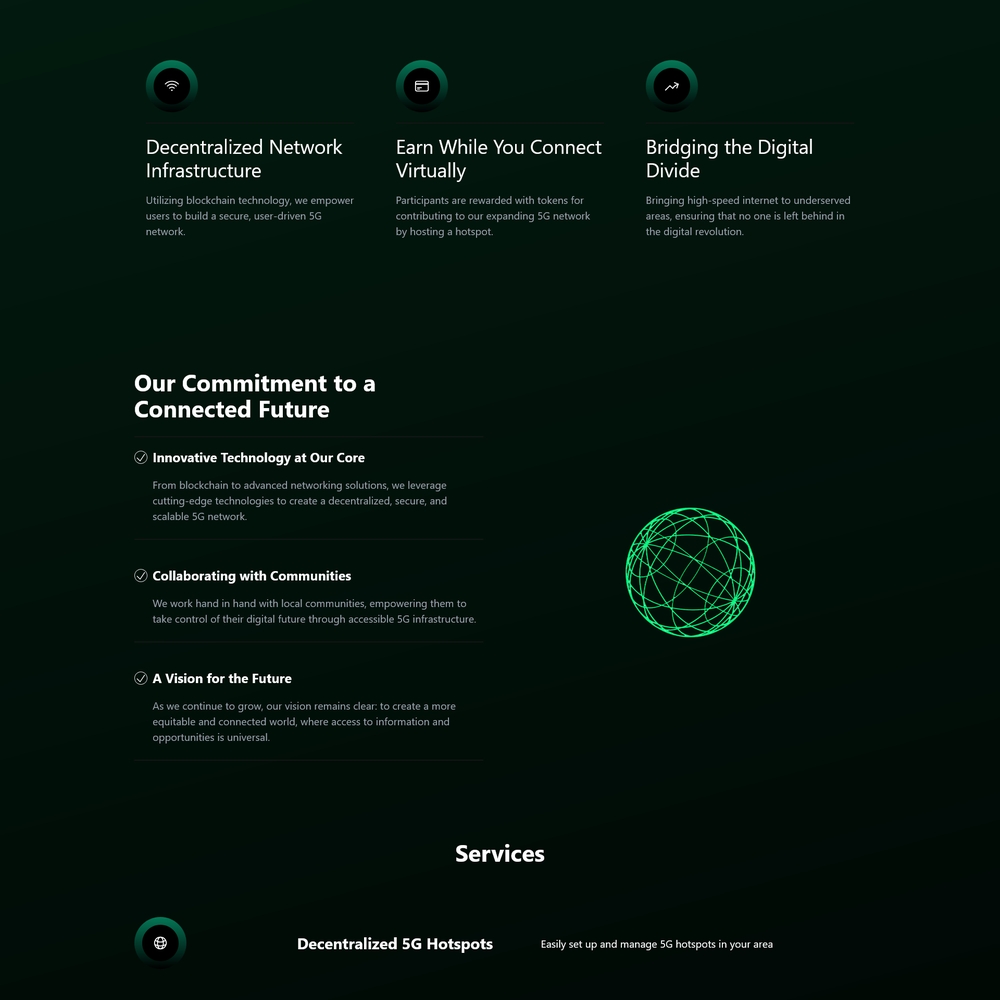 Decentralized Network
Infrastructure
Utilizing blockchain technology, we empower
users to build a secure, user-driven 5G
network.
Earn While You Connect
Virtually
Participants are rewarded with tokens for
contributing to our expanding 5G network
by hosting a hotspot.
Bridging the Digital
Divide
Bringing high-speed internet to underserved
areas, ensuring that no one is left behind in
the digital revolution.
Our Commitment to a
Connected Future
Innovative Technology at Our Core
From blockchain to advanced networking solutions, we leverage
cutting-edge technologies to create a decentralized, secure, and
scalable 5G network.
Collaborating with Communities
We work hand in hand with local communities, empowering them to
take control of their digital future through accessible 5G infrastructure.
A Vision for the Future
As we continue to grow, our vision remains clear: to create a more
equitable and connected world, where access to information and
opportunities is universal.
Services
Decentralized 5G Hotspots
Easily set up and manage 5G hotspots in your area